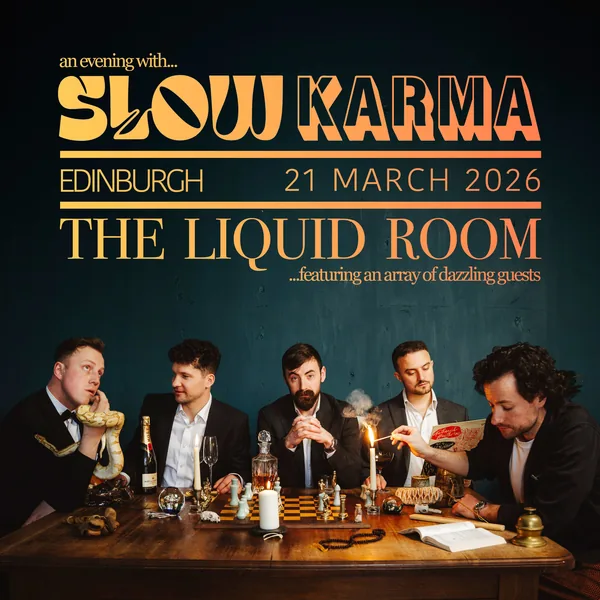 an evening with...
SLOW KARMA
EDINBURGH 21 MARCH 2026
THE LIQUID ROOM
...featuring an array of dazzling guests